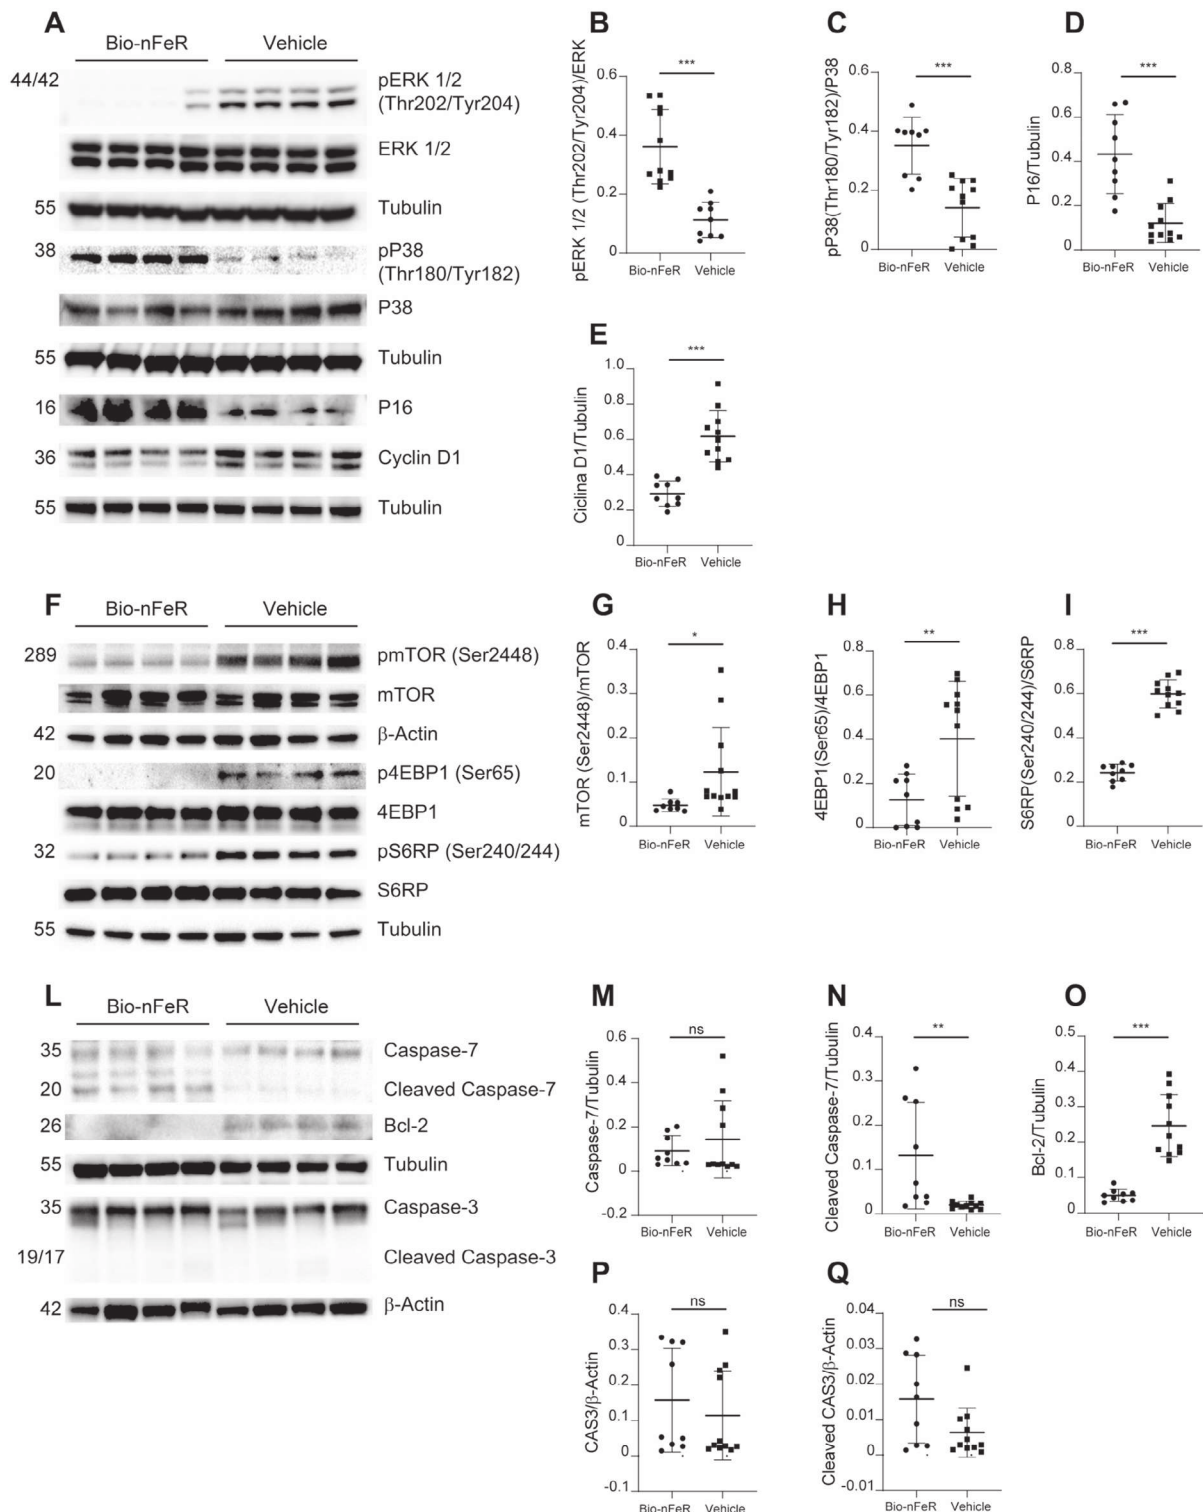 A
Bio-nFeR Vehicle
44/42 pERK 1/2
(Thr202/Tyr204)
ERK 1/2
55 Tubulin
38 pP38
(Thr180/Tyr182)
P38
55 Tubulin
16 P16
36 Cyclin D1
55 Tubulin
B
pERK 1/2 (Thr202/Tyr204)/ERK
***
0.6
0.4
0.2
0
Bio-nFeR Vehicle
C
pP38(Thr180/Tyr182)/P38
***
0.6
0.4
0.2
0
Bio-nFeR Vehicle
D
P16/Tubulin
***
0.8
0.6
0.4
0.2
0
Bio-nFeR Vehicle
E
Ciclina D1/Tubulin
***
1.0
0.8
0.6
0.4
0.2
0
Bio-nFeR Vehicle
F
Bio-nFeR Vehicle
289 pmTOR (Ser2448)
mTOR
42 β-Actin
20 p4EBP1 (Ser65)
4EBP1
32 pS6RP (Ser240/244)
S6RP
55 Tubulin
G
mTOR (Ser2448)/mTOR
*
0.4
0.3
0.2
0.1
0
Bio-nFeR Vehicle
H
4EBP1(Ser65)/4EBP1
**
0.8
0.6
0.4
0.2
0
Bio-nFeR Vehicle
I
S6RP(Ser240/244)/S6RP
***
0.8
0.6
0.4
0.2
0
Bio-nFeR Vehicle
L
Bio-nFeR Vehicle
35 Caspase-7
20 Cleaved Caspase-7
26 Bcl-2
55 Tubulin
35 Caspase-3
19/17 Cleaved Caspase-3
42 β-Actin
M
Caspase-7/Tubulin
ns
0.6
0.4
0.2
0
-0.2
Bio-nFeR Vehicle
N
Cleaved Caspase-7/Tubulin
**
0.4
0.3
0.2
0.1
0
Bio-nFeR Vehicle
O
Bcl-2/Tubulin
***
0.5
0.4
0.3
0.2
0.1
0
Bio-nFeR Vehicle
P
CAS3/β-Actin
ns
0.4
0.3
0.2
0.1
0
-0.1
Bio-nFeR Vehicle
Q
Cleaved CAS3/β-Actin
ns
0.04
0.03
0.02
0.01
0
-0.01
Bio-nFeR Vehicle